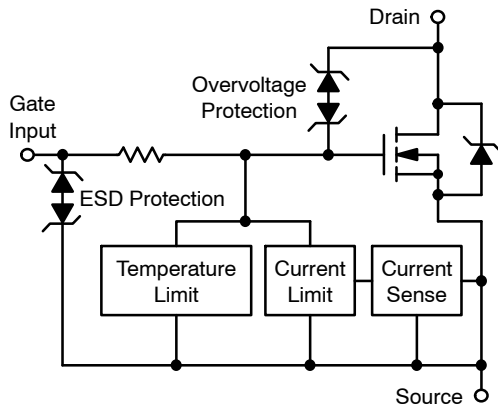 Drain
Overvoltage
Protection
Gate
Input
ESD Protection
Temperature
Limit
Current
Limit
Current
Sense
Source